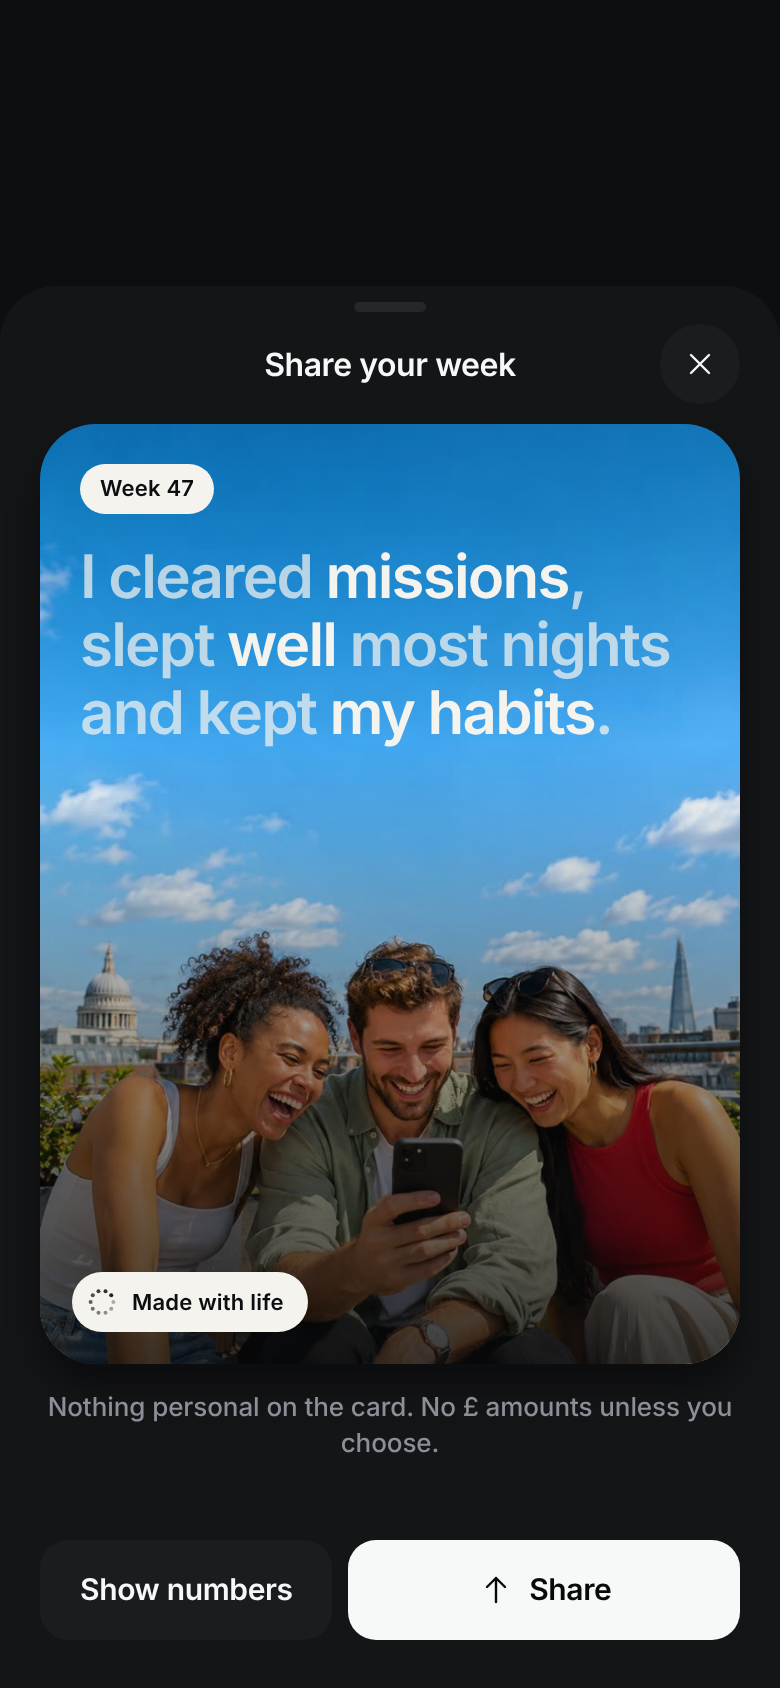 Share your week
Week 47
I cleared missions,
slept well most nights
and kept my habits.
Made with life
Nothing personal on the card. No £ amounts unless you
choose.
Show numbers
Share